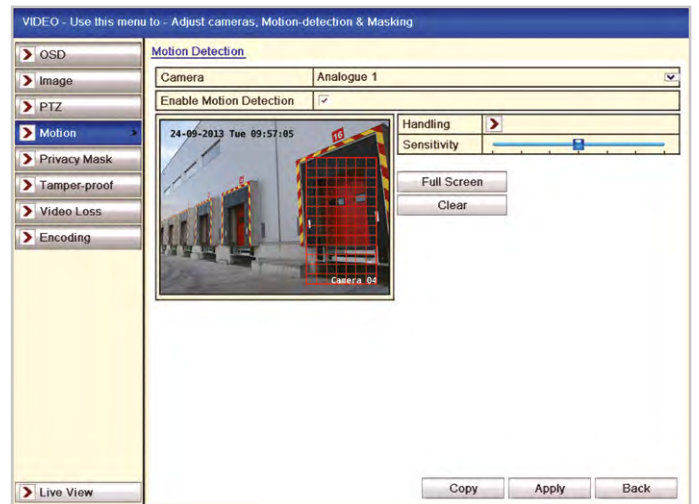 VIDEO - Use this menu to - Adjust cameras, Motion-detection & Masking
OSD
Image
PTZ
Motion
Privacy Mask
Tamper-proof
Video Loss
Encoding
Live View
Motion Detection
Camera
Analogue 1
Enable Motion Detection
24-09-2013 Tue 09:57:05
16
Camera 04
Handling
Sensitivity
Full Screen
Clear
Copy
Apply
Back